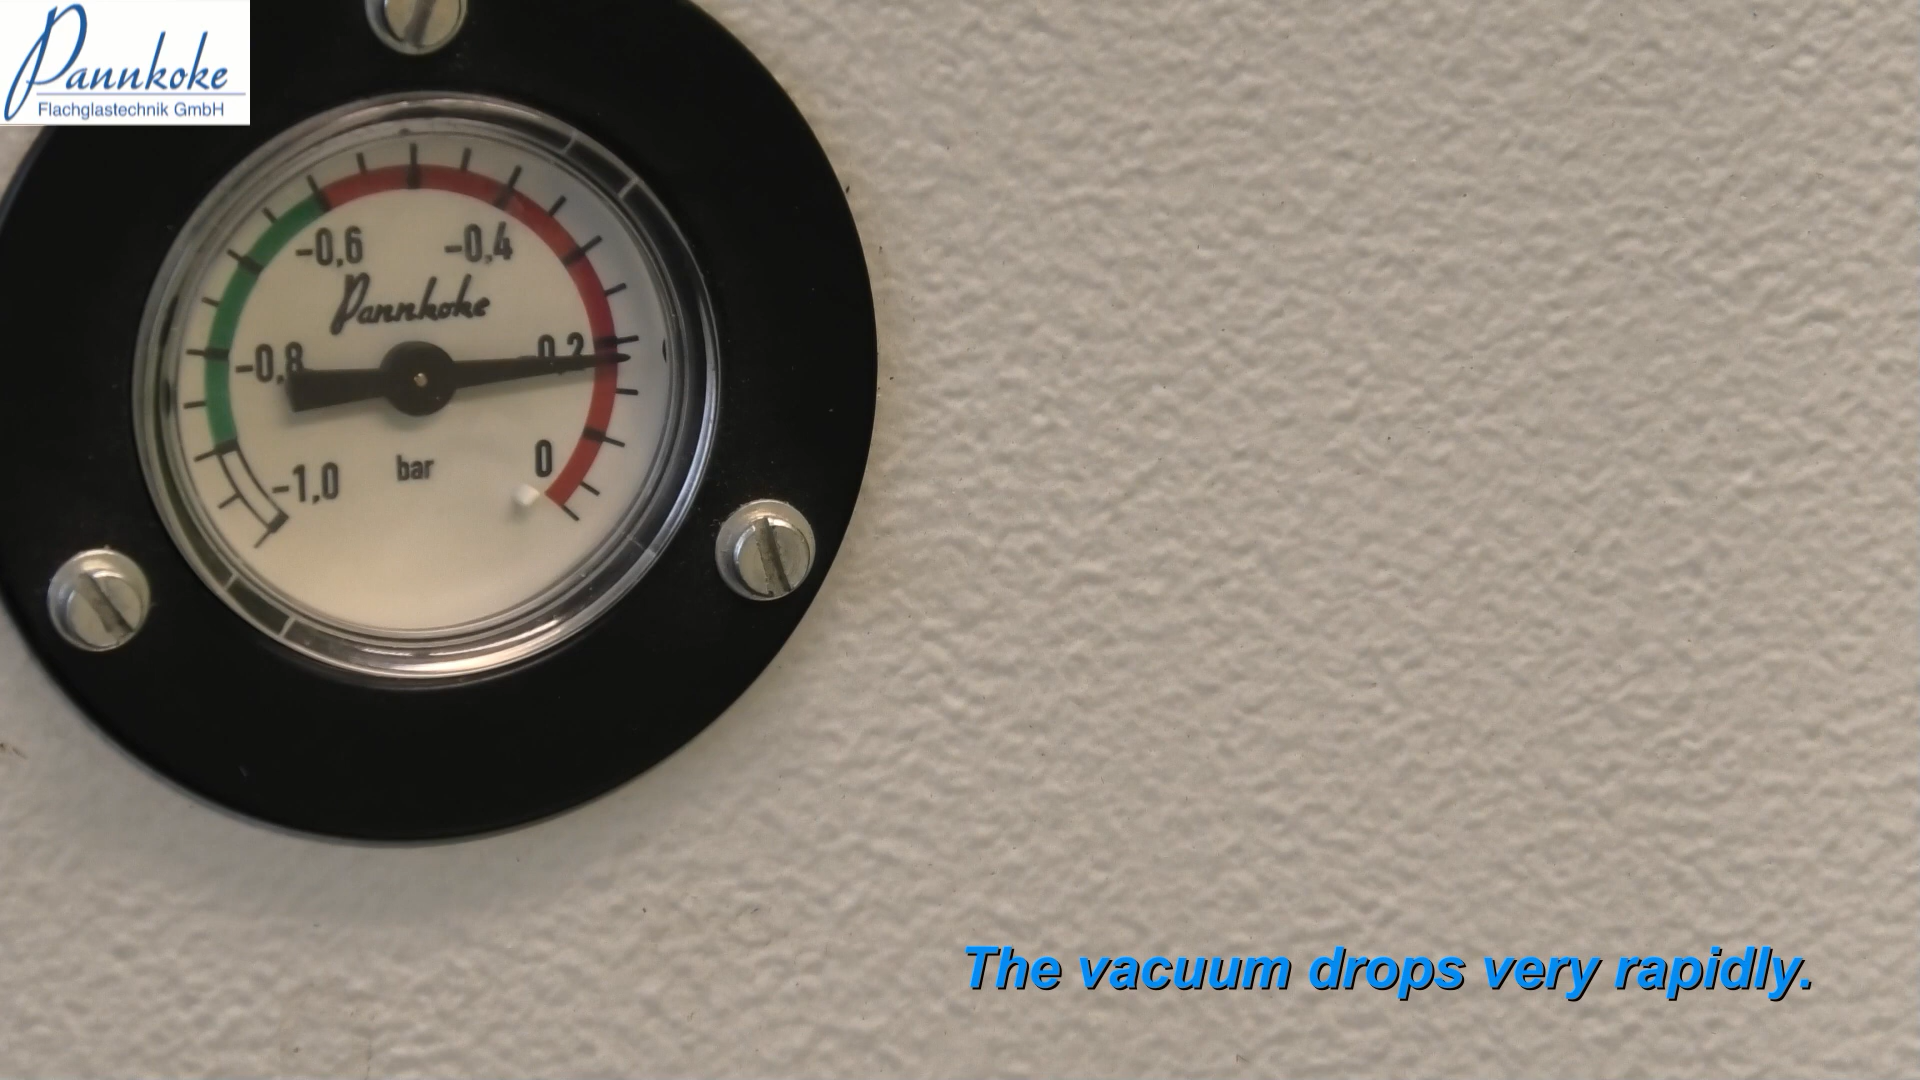 Pannkoke
Flachglastechnik GmbH
-0,6
-0,4
Pannkoke
-0,8
-0,2
-1,0
bar
0
The vacuum drops very rapidly.